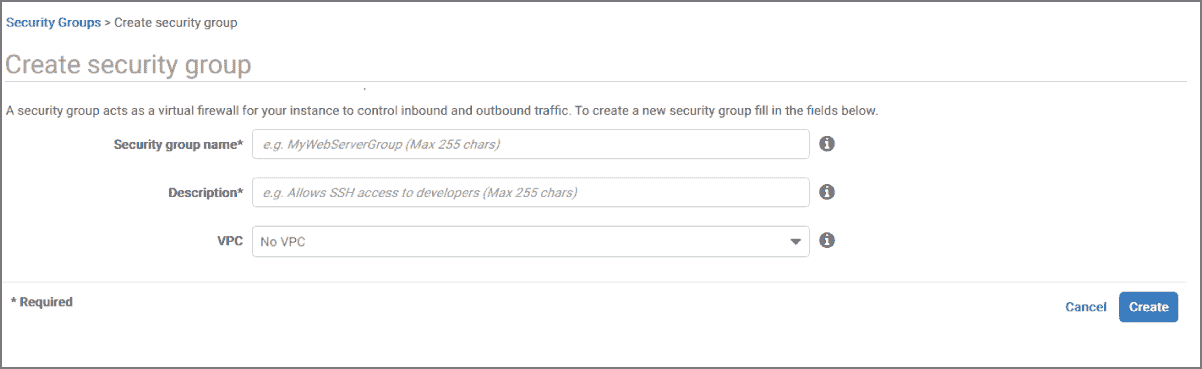 Security Groups > Create security group
Create security group
A security group acts as a virtual firewall for your instance to control inbound and outbound traffic. To create a new security group fill in the fields below.
Security group name* e.g. MyWebServerGroup (Max 255 chars)
Description* e.g. Allows SSH access to developers (Max 255 chars)
VPC No VPC
* Required
Cancel Create